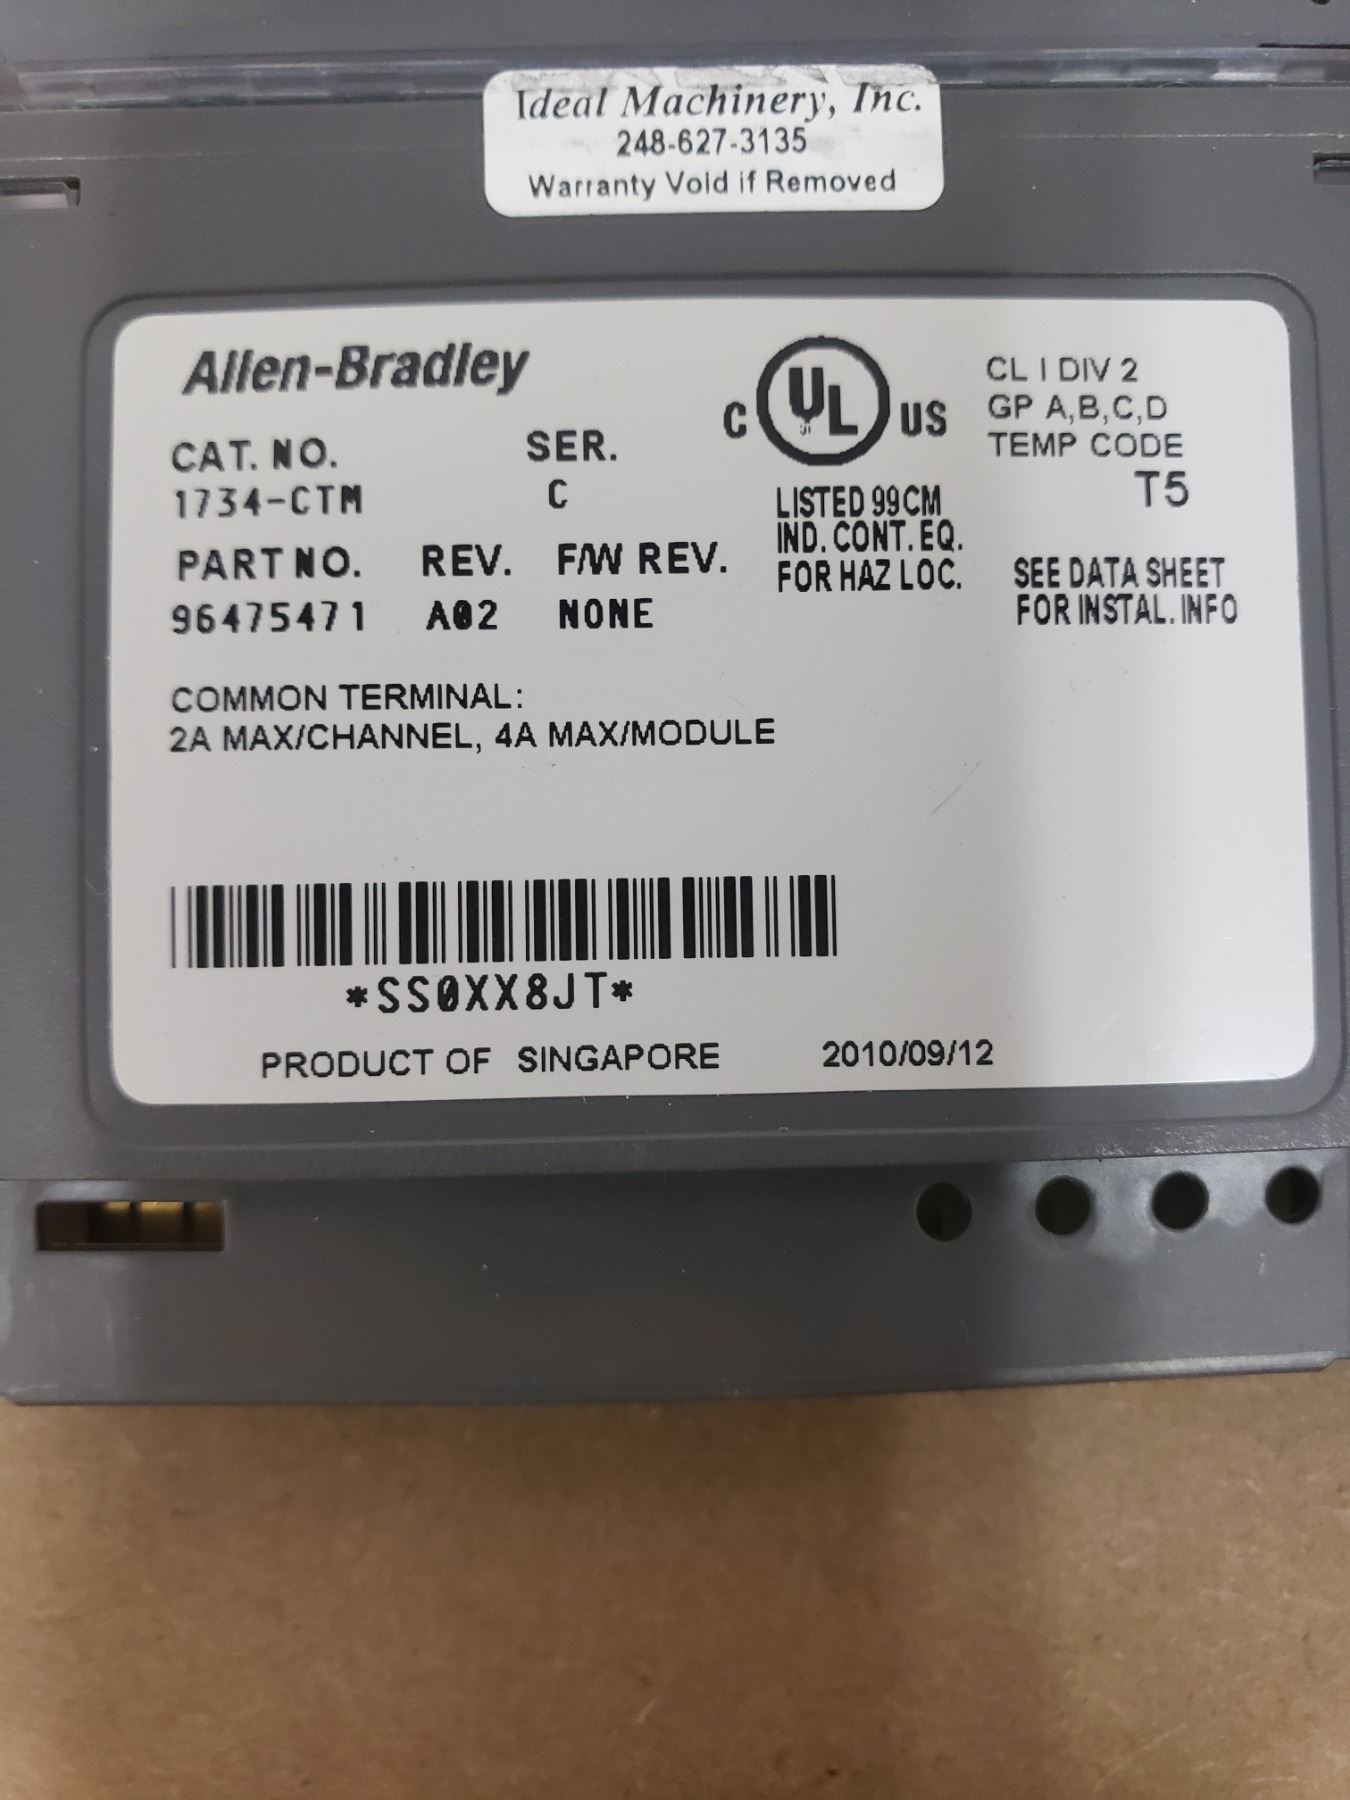 Ideal Machinery, Inc.
248-627-3135
Warranty Void if Removed
Allen-Bradley
CAT. NO. SER.
1734-CTM C
PART NO. REV. F/W REV.
96475471 A02 NONE
COMMON TERMINAL:
2A MAX/CHANNEL, 4A MAX/MODULE
C UL US
LISTED 99CM
IND. CONT. EQ.
FOR HAZ LOC.
CL I DIV 2
GP A,B,C,D
TEMP CODE
T5
SEE DATA SHEET
FOR INSTAL. INFO
*SS0XX8JT*
PRODUCT OF SINGAPORE 2010/09/12